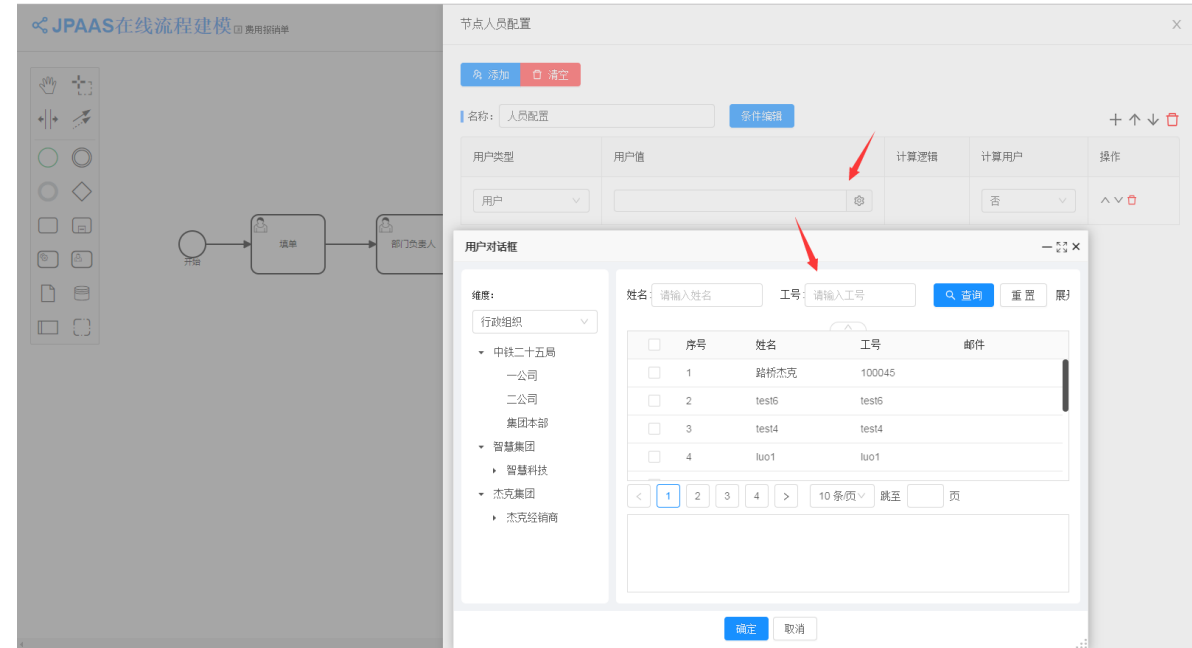 JPAAS在线流程建模 费用报销单
节点人员配置
添加 清空
名称: 人员配置 条件编辑
用户类型 用户值 计算逻辑 计算用户 操作
用户 否
开始
填单
部门负责人
用户对话框
维度:
行政组织
中铁二十五局
一公司
二公司
集团本部
智慧集团
智慧科技
杰克集团
杰克经销商
姓名: 请输入姓名 工号: 请输入工号 查询 重置
序号 姓名 工号 邮件
1 路桥杰克 100045
2 test6 test6
3 test4 test4
4 luo1 luo1
1 2 3 4 10 条/页 跳至 页
确定 取消